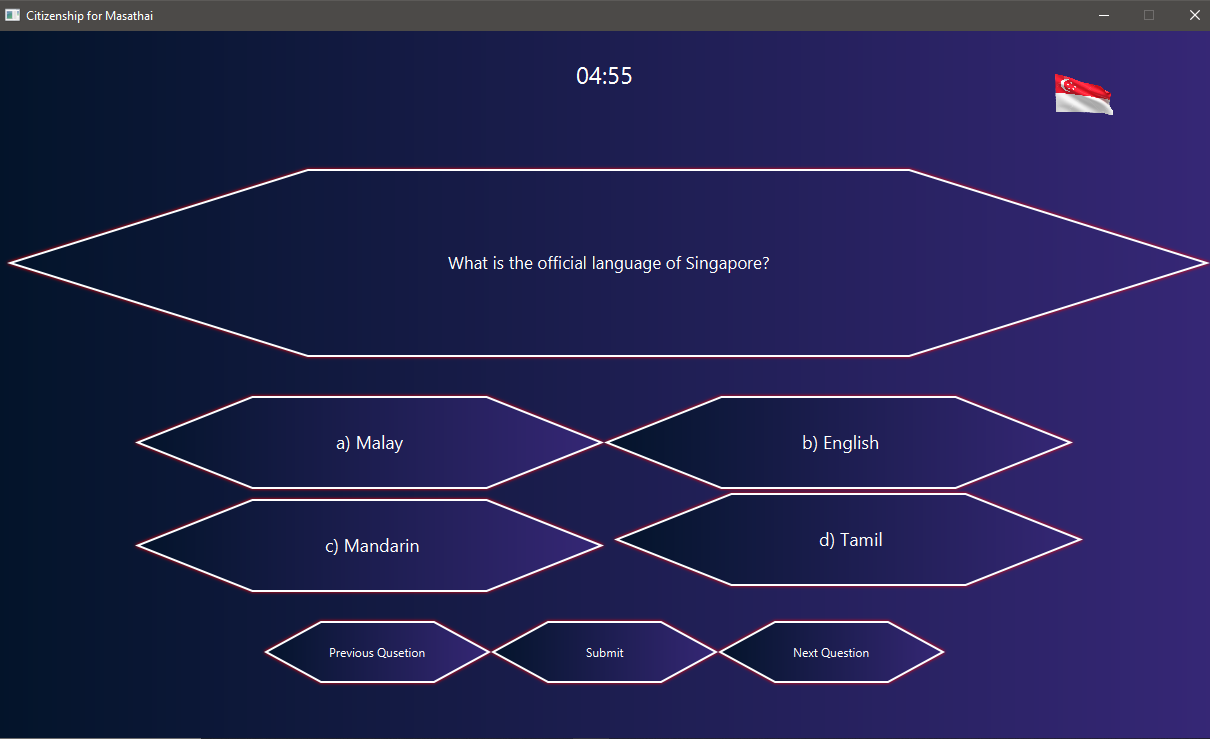 Citizenship for Masathai
04:55
What is the official language of Singapore?
a) Malay
b) English
c) Mandarin
d) Tamil
Previous Qusetion
Submit
Next Question